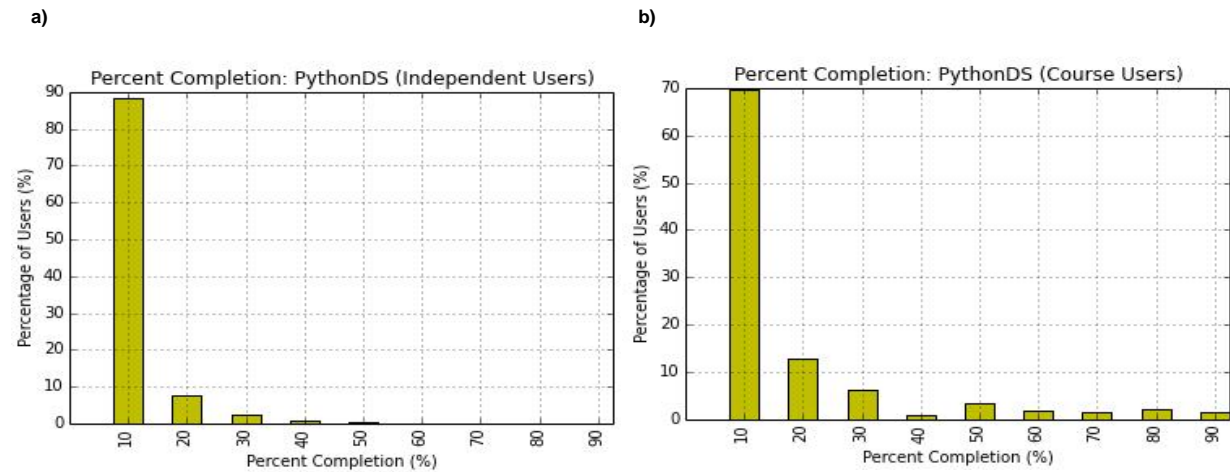 a)
Percent Completion: PythonDS (Independent Users)
90
80
70
60
50
40
30
20
10
0
Percentage of Users (%)
10 20 30 40 50 60 70 80 90
Percent Completion (%)
b)
Percent Completion: PythonDS (Course Users)
70
60
50
40
30
20
10
0
Percentage of Users (%)
10 20 30 40 50 60 70 80 90
Percent Completion (%)